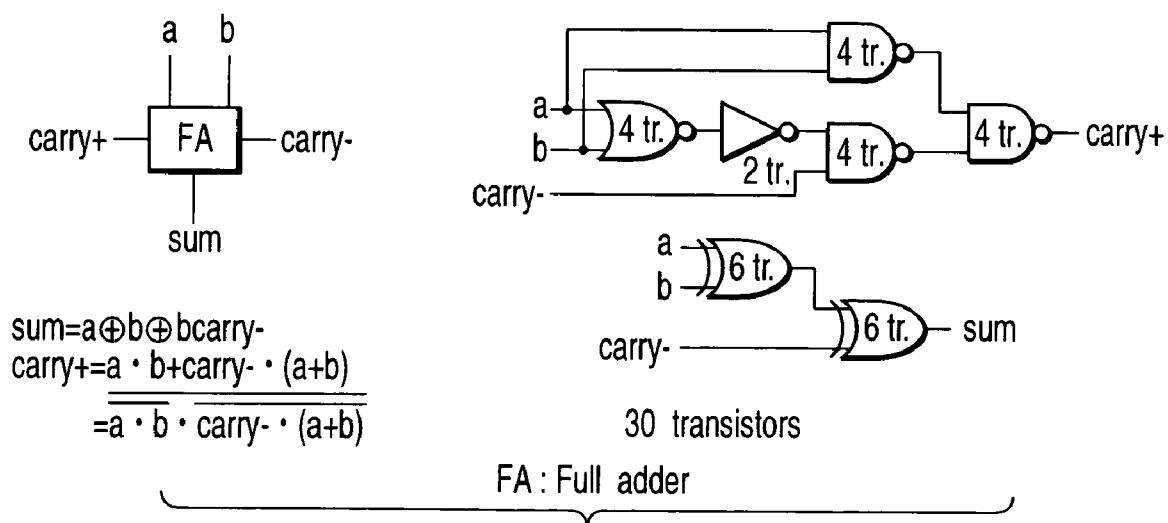 a b
carry+ FA carry-
sum
4 tr.
a
b
4 tr.
2 tr.
4 tr.
4 tr.
carry+
carry-
a
b
6 tr.
carry-
6 tr.
sum
sum=a⊕b⊕bcarry-
carry+=a · b+carry- · (a+b)
=a · b · carry- · (a+b)
30 transistors
FA : Full adder